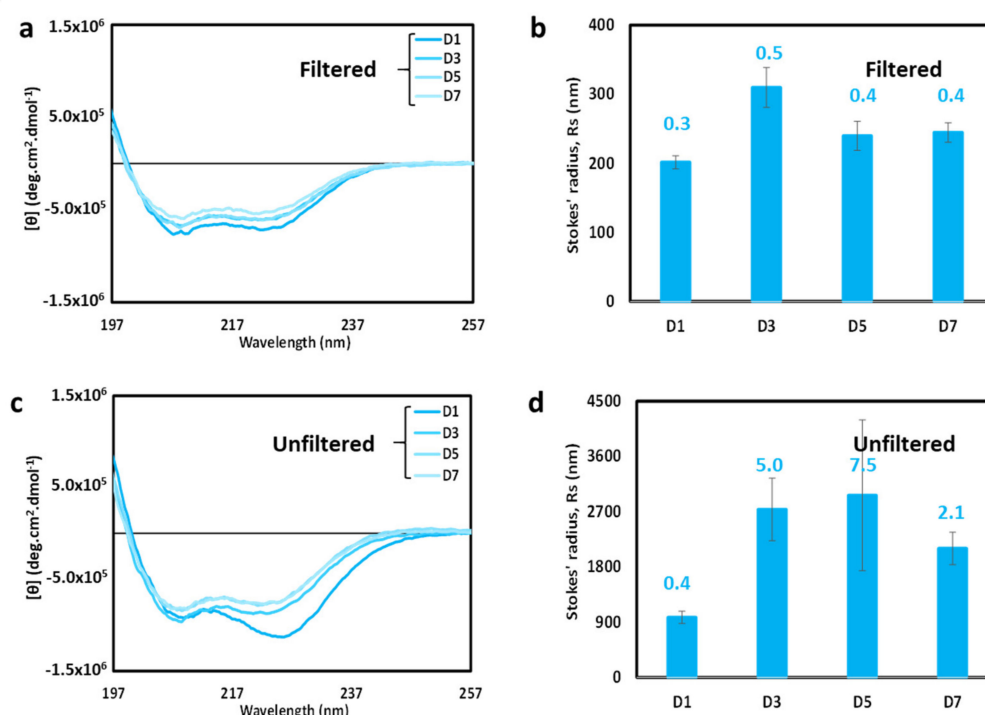 a
1.5x10⁶
5.0x10⁵
-5.0x10⁵
-1.5x10⁶
[θ] (deg.cm².dmol⁻¹)
Filtered
D1
D3
D5
D7
197
217
237
257
Wavelength (nm)
b
400
300
200
100
0
Stokes' radius, Rs (nm)
Filtered
0.3
0.5
0.4
0.4
D1
D3
D5
D7
c
1.5x10⁶
5.0x10⁵
-5.0x10⁵
-1.5x10⁶
[θ] (deg.cm².dmol⁻¹)
Unfiltered
D1
D3
D5
D7
197
217
237
257
Wavelength (nm)
d
4500
3600
2700
1800
900
0
Stokes' radius, Rs (nm)
Unfiltered
0.4
5.0
7.5
2.1
D1
D3
D5
D7